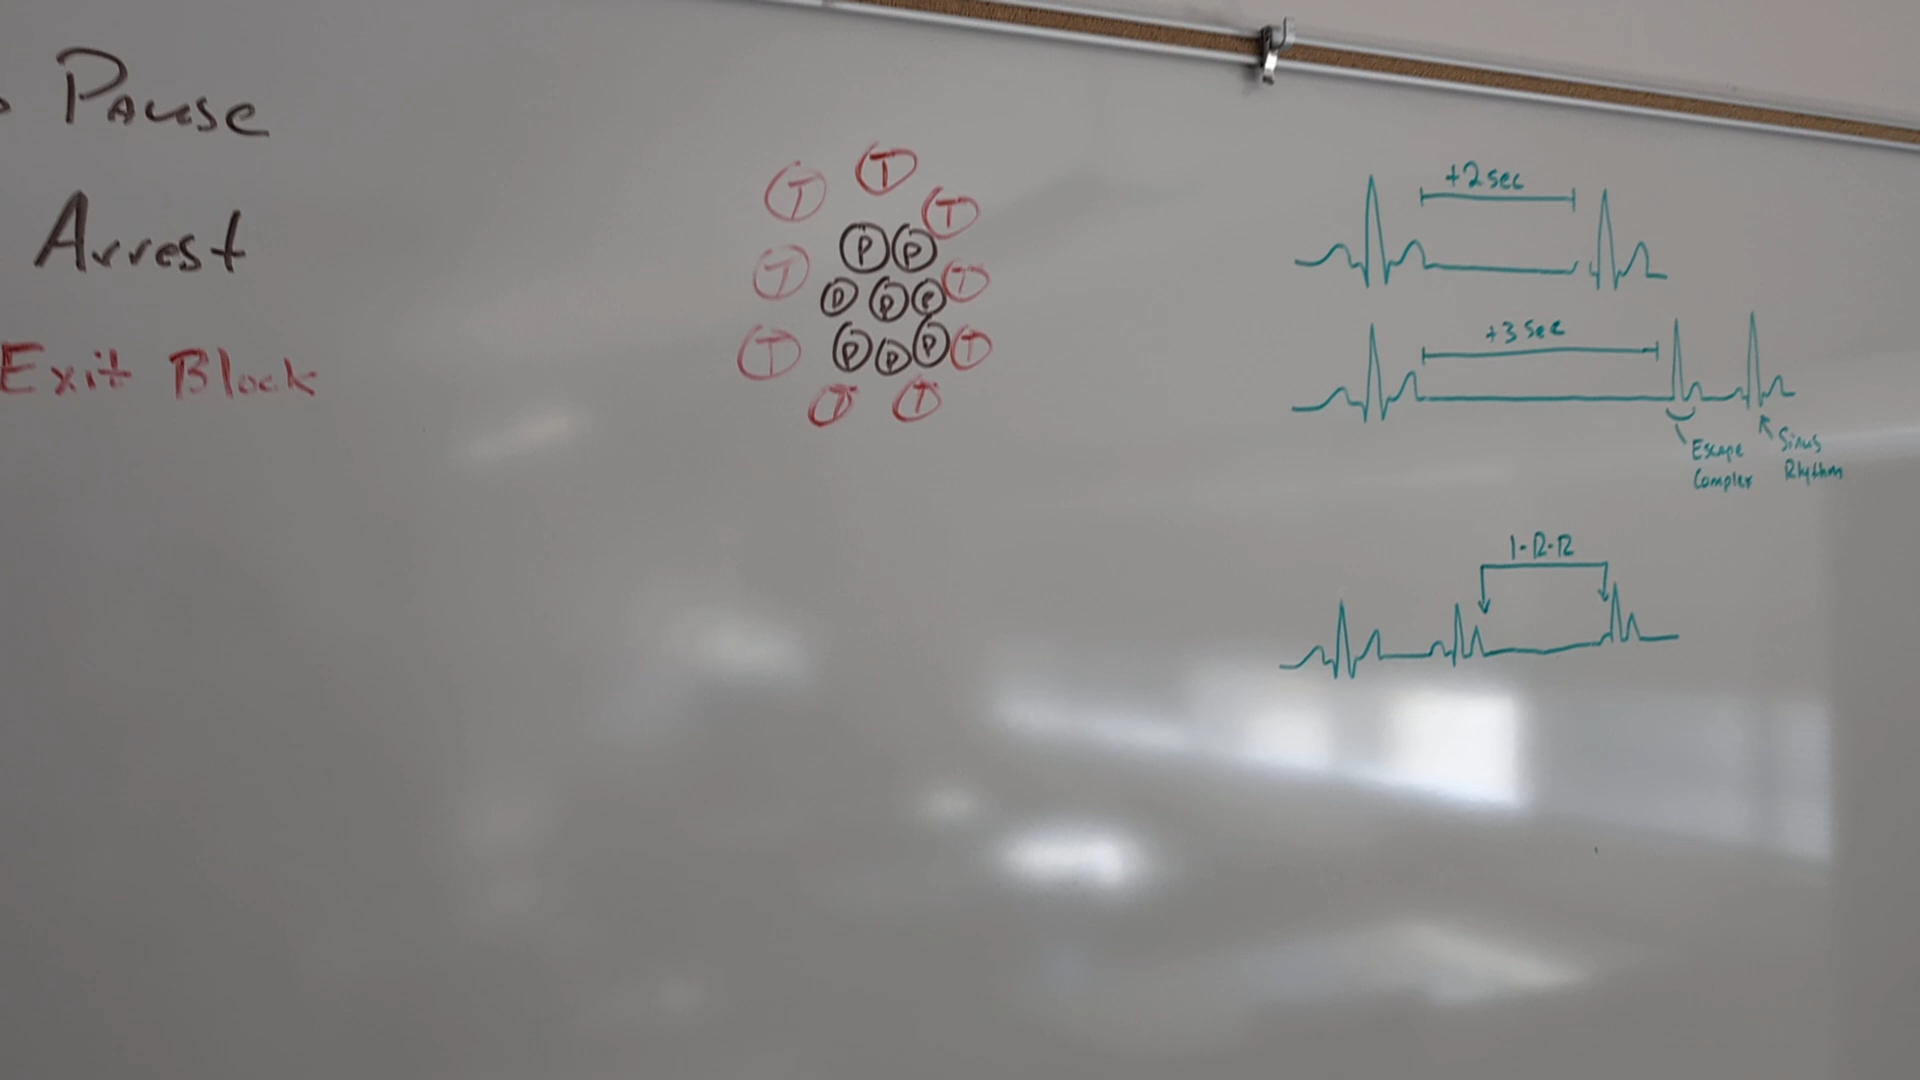 Pause
Arrest
Exit Block
T
T
T
T
T
T
T
T
T
T
P P
P P P
P P P
+2 sec
+3 sec
Escape
Complex
Sinus
Rhythm
1-R-R